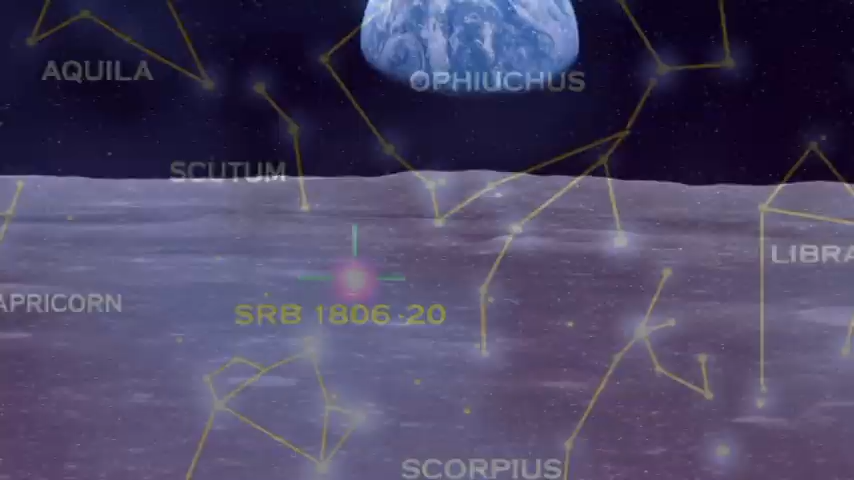 AQUILA
OPHIUCHUS
SCUTUM
LIBRA
APRICORN
SRB 1806-20
SCORPIUS